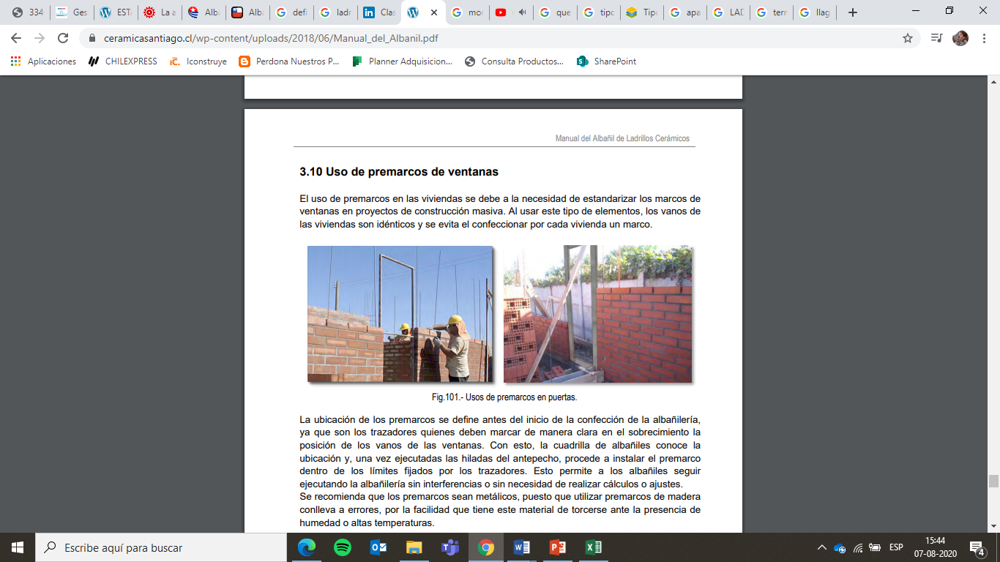 334
Ges
EST
La a
Alba
Alba
defi
ladr
Clas
mo
que
tipo
Tipo
apa
LAD
terr
llag
ceramicasantiago.cl/wp-content/uploads/2018/06/Manual_del_Albanil.pdf
Aplicaciones
CHILEXPRESS
Iconstruye
Perdona Nuestros P...
Planner Adquisicion...
Consulta Productos...
SharePoint
Manual del Albañil de Ladrillos Cerámicos
3.10 Uso de premarcos de ventanas
El uso de premarcos en las viviendas se debe a la necesidad de estandarizar los marcos de
ventanas en proyectos de construcción masiva. Al usar este tipo de elementos, los vanos de
las viviendas son idénticos y se evita el confeccionar por cada vivienda un marco.
Fig.101.- Usos de premarcos en puertas.
La ubicación de los premarcos se define antes del inicio de la confección de la albañilería,
ya que son los trazadores quienes deben marcar de manera clara en el sobrecimiento la
posición de los vanos de las ventanas. Con esto, la cuadrilla de albañiles conoce la
ubicación y, una vez ejecutadas las hiladas del antepecho, procede a instalar el premarco
dentro de los límites fijados por los trazadores. Esto permite a los albañiles seguir
ejecutando la albañilería sin interferencias o sin necesidad de realizar cálculos o ajustes.
Se recomienda que los premarcos sean metálicos, puesto que utilizar premarcos de madera
conlleva a errores, por la facilidad que tiene este material de torcerse ante la presencia de
humedad o altas temperaturas.
Escribe aquí para buscar
ESP
15:44
07-08-2020
4